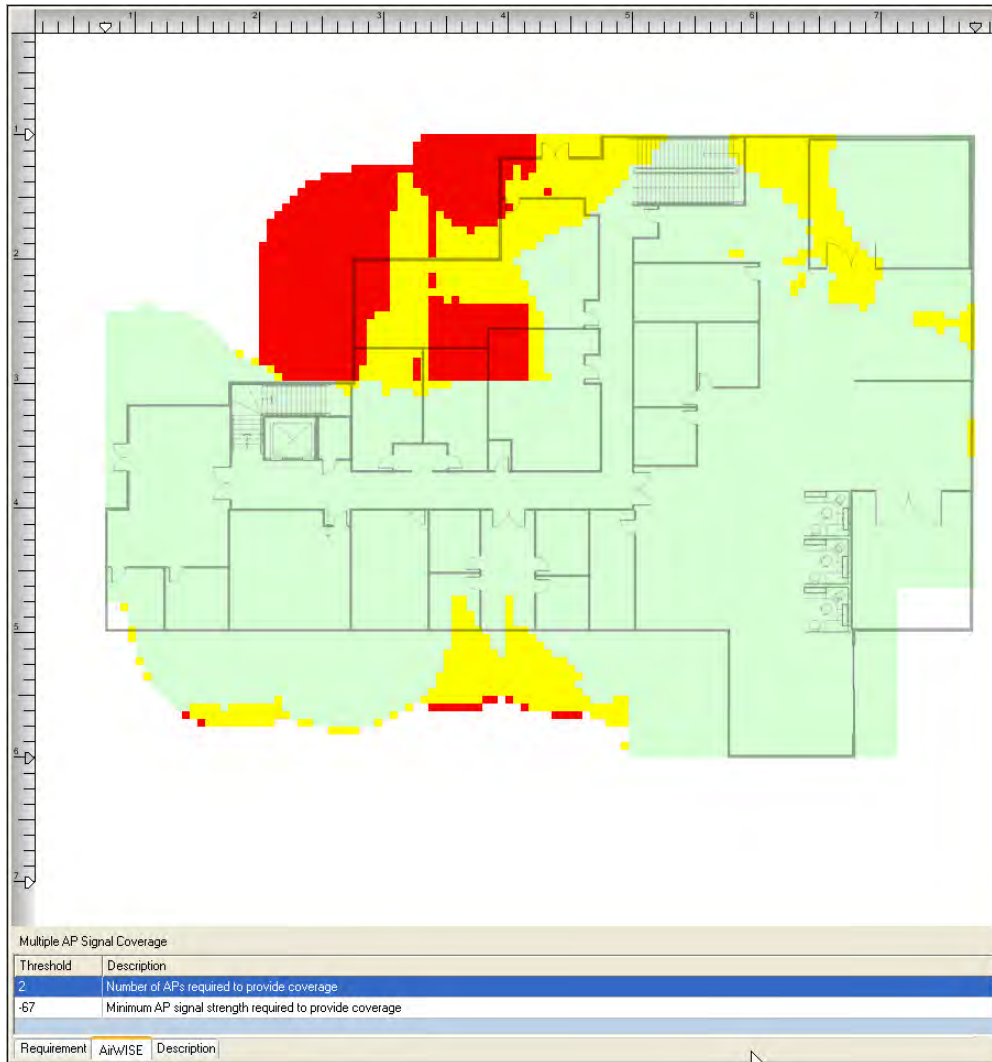 1 2 3 4 5 6 7
1
2
3
4
5
6
7
Multiple AP Signal Coverage
Threshold Description
2 Number of APs required to provide coverage
-67 Minimum AP signal strength required to provide coverage
Requirement AirWISE Description